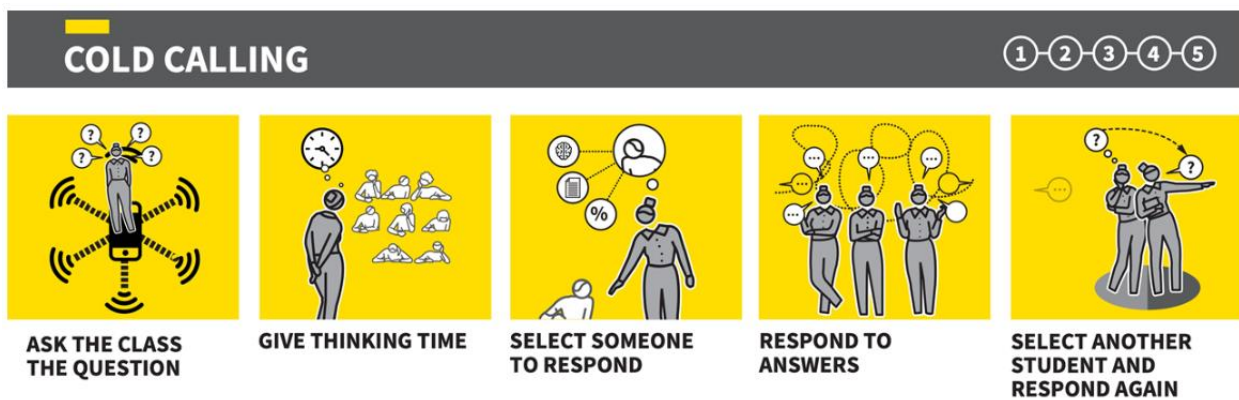 COLD CALLING
1 2 3 4 5
? ? ? ?
%
... ... ...
... ...
? ?
...
ASK THE CLASS
THE QUESTION
GIVE THINKING TIME
SELECT SOMEONE
TO RESPOND
RESPOND TO
ANSWERS
SELECT ANOTHER
STUDENT AND
RESPOND AGAIN